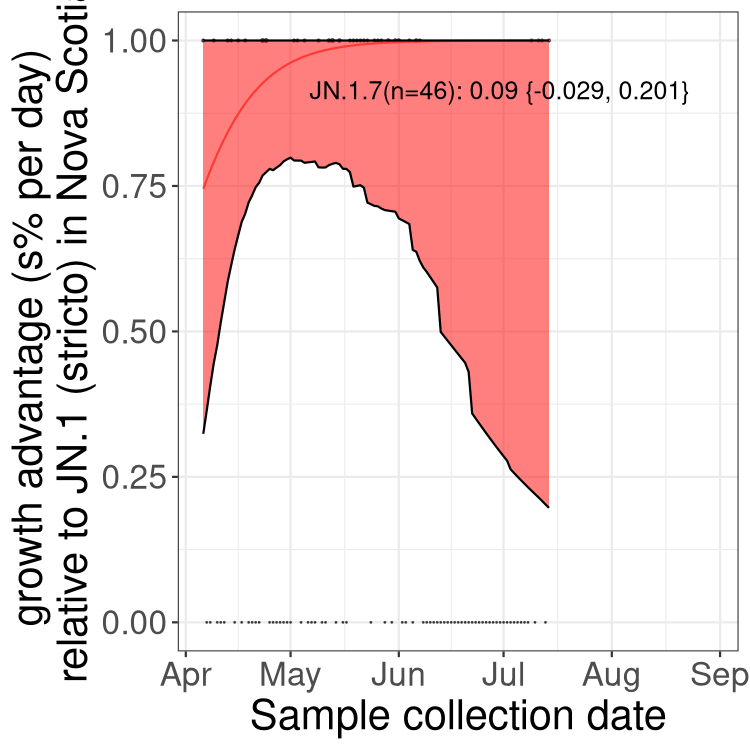 growth advantage (s% per day)
relative to JN.1 (stricto) in Nova Scotia
1.00
0.75
0.50
0.25
0.00
JN.1.7(n=46): 0.09 {-0.029, 0.201}
Apr May Jun Jul Aug Sep
Sample collection date